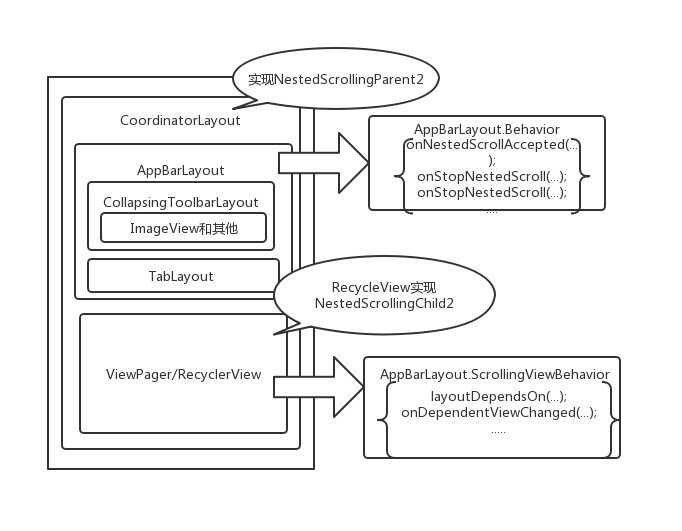 实现NestedScrollingParent2
CoordinatorLayout
AppBarLayout
CollapsingToolbarLayout
ImageView和其他
TabLayout
ViewPager/RecyclerView
AppBarLayout.Behavior
onNestedScrollAccepted(...
);
onStopNestedScroll(...);
onStopNestedScroll(...);
....
RecycleView实现
NestedScrollingChild2
AppBarLayout.ScrollingViewBehavior
layoutDependsOn(...);
onDependentViewChanged(...);
.....